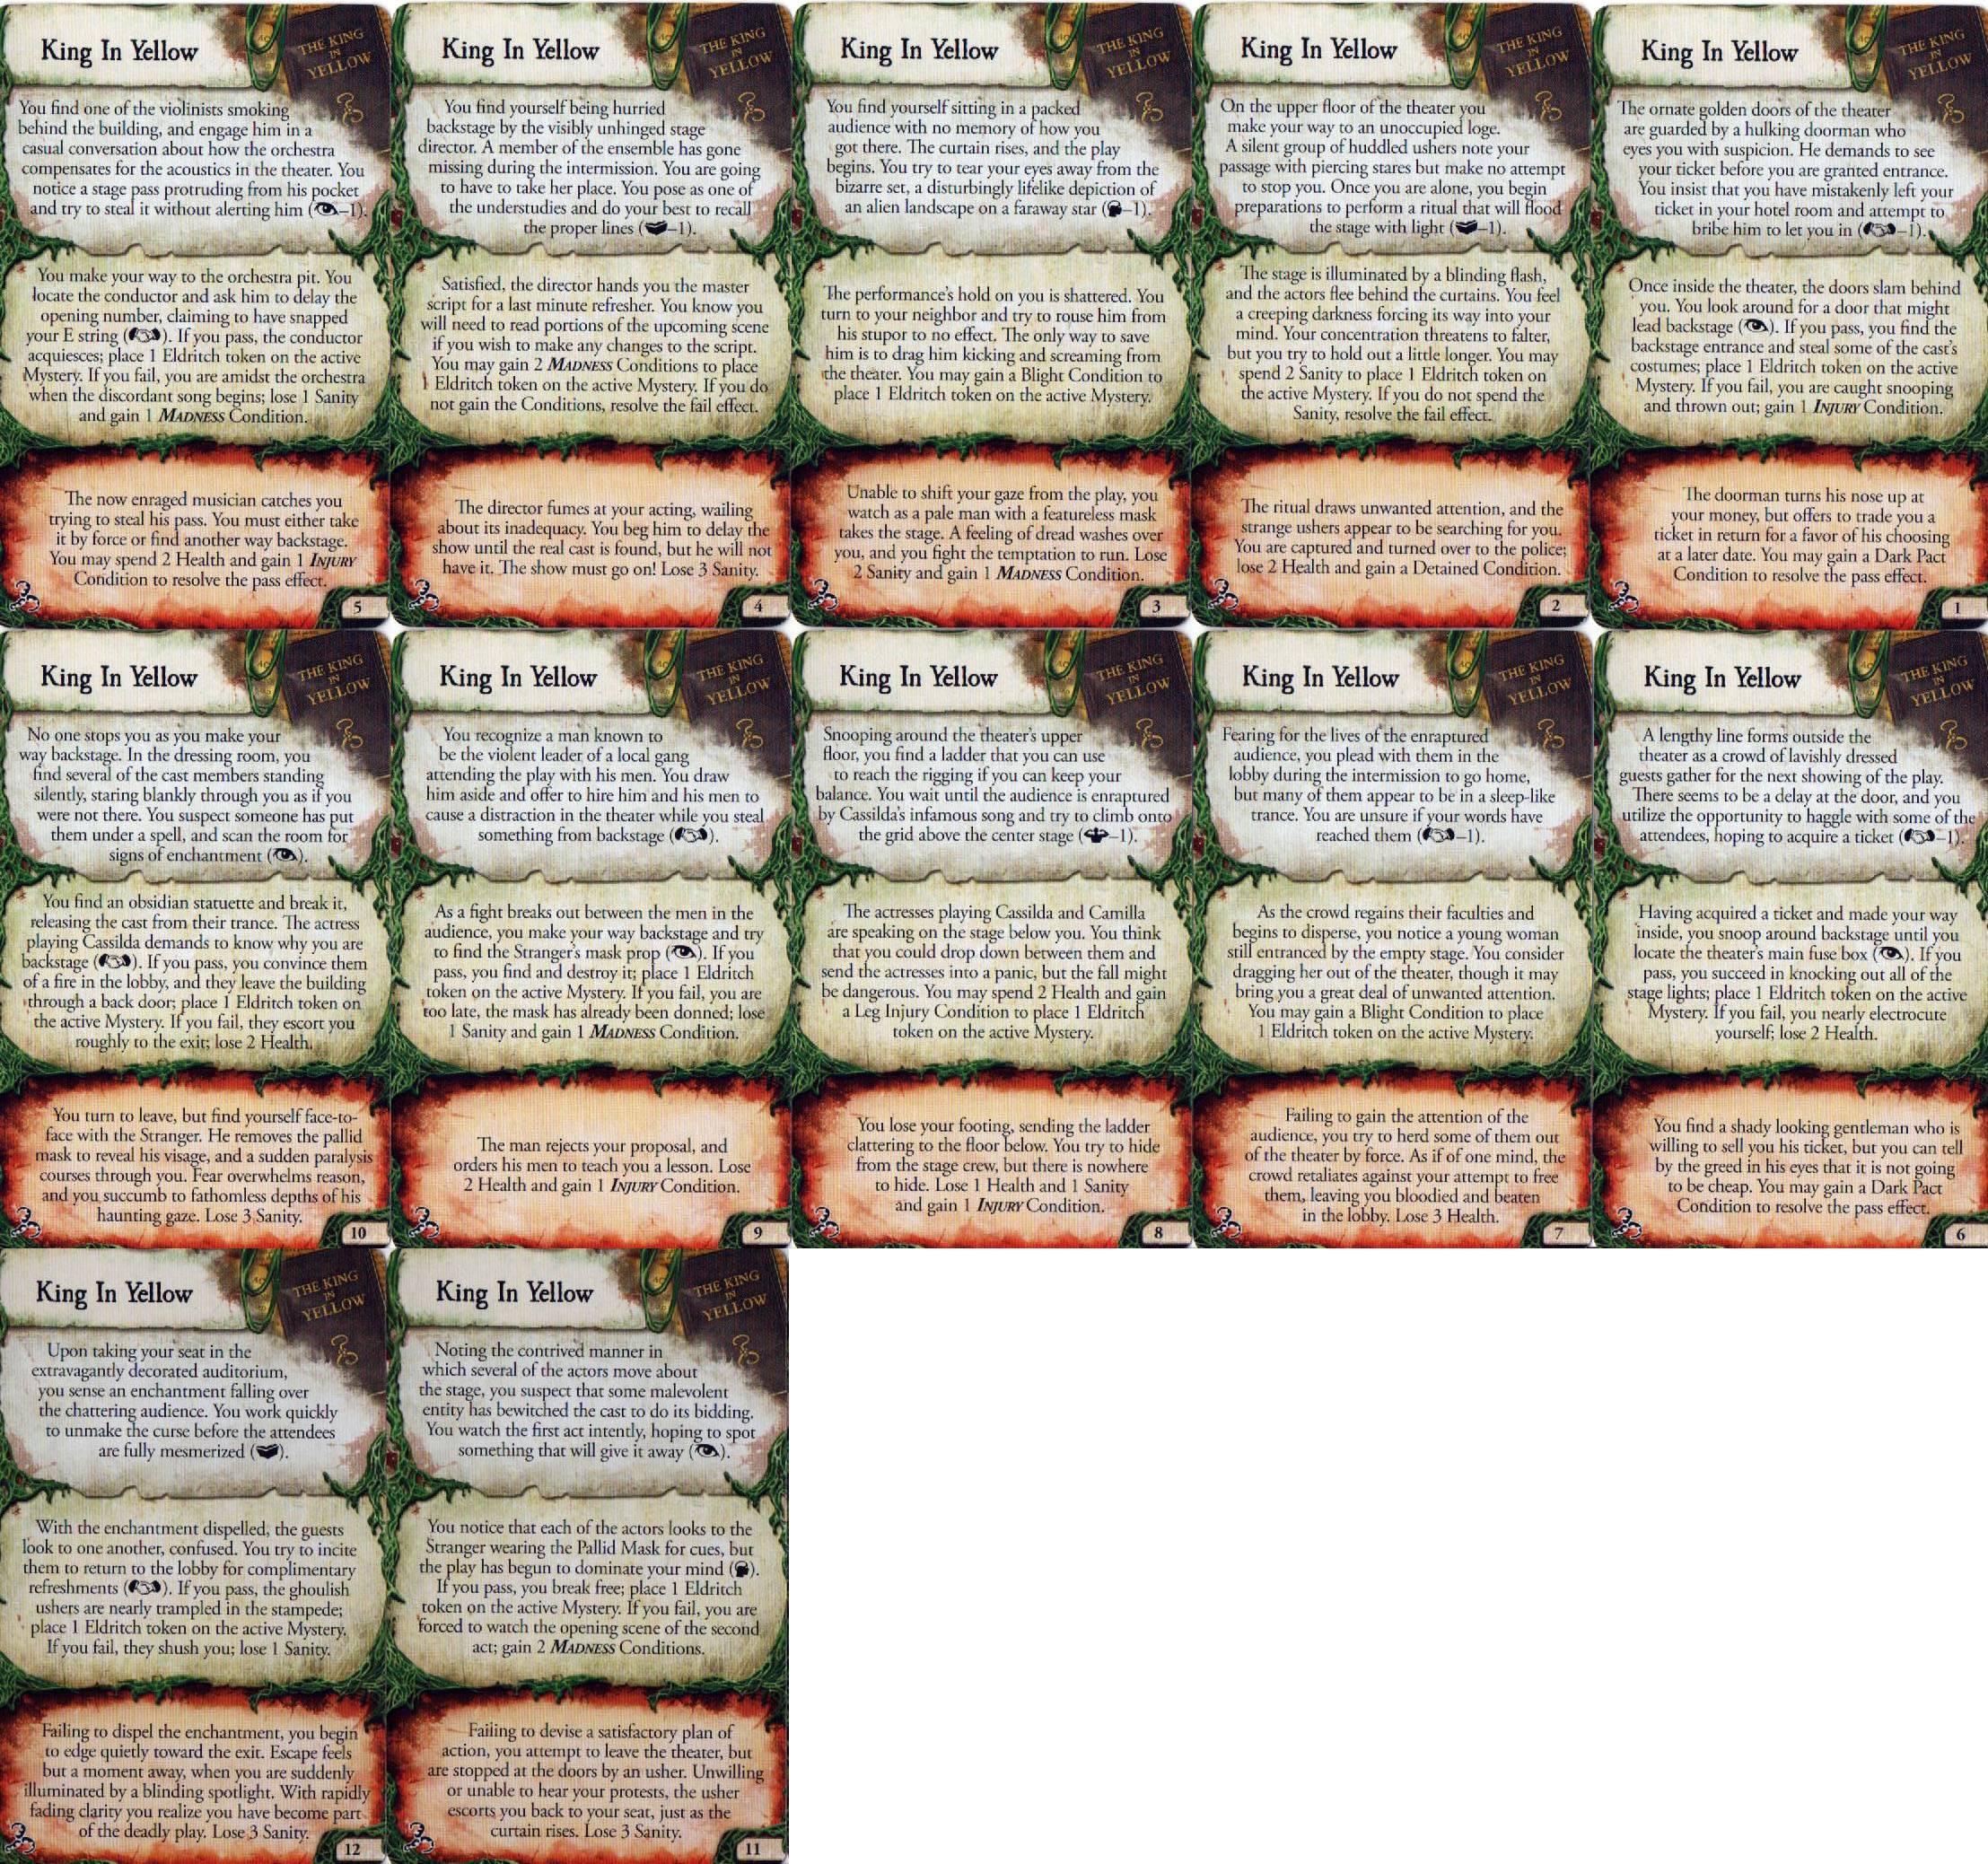 King In Yellow
THE KING
IN
YELLOW
You find one of the violinists smoking
behind the building, and engage him in a
casual conversation about how the orchestra
compensates for the acoustics in the theater. You
notice a stage pass protruding from his pocket
and try to steal it without alerting him (–1).
You make your way to the orchestra pit. You
locate the conductor and ask him to delay the
opening number, claiming to have snapped
your E string (). If you pass, the conductor
acquiesces; place 1 Eldritch token on the active
Mystery. If you fail, you are amidst the orchestra
when the discordant song begins; lose 1 Sanity
and gain 1 MADNESS Condition.
The now enraged musician catches you
trying to steal his pass. You must either take
it by force or find another way backstage.
You may spend 2 Health and gain 1 INJURY
Condition to resolve the pass effect.
5
King In Yellow
THE KING
IN
YELLOW
You find yourself being hurried
backstage by the visibly unhinged stage
director. A member of the ensemble has gone
missing during the intermission. You are going
to have to take her place. You pose as one of
the understudies and do your best to recall
the proper lines (–1).
Satisfied, the director hands you the master
script for a last minute refresher. You know you
will need to read portions of the upcoming scene
if you wish to make any changes to the script.
You may gain 2 MADNESS Conditions to place
1 Eldritch token on the active Mystery. If you do
not gain the Conditions, resolve the fail effect.
The director fumes at your acting, wailing
about its inadequacy. You beg him to delay the
show until the real cast is found, but he will not
have it. The show must go on! Lose 3 Sanity.
4
King In Yellow
THE KING
IN
YELLOW
You find yourself sitting in a packed
audience with no memory of how you
got there. The curtain rises, and the play
begins. You try to tear your eyes away from the
bizarre set, a disturbingly lifelike depiction of
an alien landscape on a faraway star (–1).
The performance's hold on you is shattered. You
turn to your neighbor and try to rouse him from
his stupor to no effect. The only way to save
him is to drag him kicking and screaming from
the theater. You may gain a Blight Condition to
place 1 Eldritch token on the active Mystery.
Unable to shift your gaze from the play, you
watch as a pale man with a featureless mask
takes the stage. A feeling of dread washes over
you, and you fight the temptation to run. Lose
2 Sanity and gain 1 MADNESS Condition.
3
King In Yellow
THE KING
IN
YELLOW
On the upper floor of the theater you
make your way to an unoccupied loge.
A silent group of huddled ushers note your
passage with piercing stares but make no attempt
to stop you. Once you are alone, you begin
preparations to perform a ritual that will flood
the stage with light (–1).
The stage is illuminated by a blinding flash,
and the actors flee behind the curtains. You feel
a creeping darkness forcing its way into your
mind. Your concentration threatens to falter,
but you try to hold out a little longer. You may
spend 2 Sanity to place 1 Eldritch token on
the active Mystery. If you do not spend the
Sanity, resolve the fail effect.
The ritual draws unwanted attention, and the
strange ushers appear to be searching for you.
You are captured and turned over to the police;
lose 2 Health and gain a Detained Condition.
2
King In Yellow
THE KING
IN
YELLOW
The ornate golden doors of the theater
are guarded by a hulking doorman who
eyes you with suspicion. He demands to see
your ticket before you are granted entrance.
You insist that you have mistakenly left your
ticket in your hotel room and attempt to
bribe him to let you in (–1).
Once inside the theater, the doors slam behind
you. You look around for a door that might
lead backstage (). If you pass, you find the
backstage entrance and steal some of the cast's
costumes; place 1 Eldritch token on the active
Mystery. If you fail, you are caught snooping
and thrown out; gain 1 INJURY Condition.
The doorman turns his nose up at
your money, but offers to trade you a
ticket in return for a favor of his choosing
at a later date. You may gain a Dark Pact
Condition to resolve the pass effect.
1
King In Yellow
THE KING
IN
YELLOW
No one stops you as you make your
way backstage. In the dressing room, you
find several of the cast members standing
silently, staring blankly through you as if you
were not there. You suspect someone has put
them under a spell, and scan the room for
signs of enchantment ().
You find an obsidian statuette and break it,
releasing the cast from their trance. The actress
playing Cassilda demands to know why you are
backstage (). If you pass, you convince them
of a fire in the lobby, and they leave the building
through a back door; place 1 Eldritch token on
the active Mystery. If you fail, they escort you
roughly to the exit; lose 2 Health.
You turn to leave, but find yourself face-to-
face with the Stranger. He removes the pallid
mask to reveal his visage, and a sudden paralysis
courses through you. Fear overwhelms reason,
and you succumb to fathomless depths of his
haunting gaze. Lose 3 Sanity.
10
King In Yellow
THE KING
IN
YELLOW
You recognize a man known to
be the violent leader of a local gang
attending the play with his men. You draw
him aside and offer to hire him and his men to
cause a distraction in the theater while you steal
something from backstage ().
As a fight breaks out between the men in the
audience, you make your way backstage and try
to find the Stranger's mask prop (). If you
pass, you find and destroy it; place 1 Eldritch
token on the active Mystery. If you fail, you are
too late, the mask has already been donned; lose
1 Sanity and gain 1 MADNESS Condition.
The man rejects your proposal, and
orders his men to teach you a lesson. Lose
2 Health and gain 1 INJURY Condition.
9
King In Yellow
THE KING
IN
YELLOW
Snooping around the theater's upper
floor, you find a ladder that you can use
to reach the rigging if you can keep your
balance. You wait until the audience is enraptured
by Cassilda's infamous song and try to climb onto
the grid above the center stage (–1).
The actresses playing Cassilda and Camilla
are speaking on the stage below you. You think
that you could drop down between them and
send the actresses into a panic, but the fall might
be dangerous. You may spend 2 Health and gain
a Leg Injury Condition to place 1 Eldritch
token on the active Mystery.
You lose your footing, sending the ladder
clattering to the floor below. You try to hide
from the stage crew, but there is nowhere
to hide. Lose 1 Health and 1 Sanity
and gain 1 INJURY Condition.
8
King In Yellow
THE KING
IN
YELLOW
Fearing for the lives of the enraptured
audience, you plead with them in the
lobby during the intermission to go home,
but many of them appear to be in a sleep-like
trance. You are unsure if your words have
reached them (–1).
As the crowd regains their faculties and
begins to disperse, you notice a young woman
still entranced by the empty stage. You consider
dragging her out of the theater, though it may
bring you a great deal of unwanted attention.
You may gain a Blight Condition to place
1 Eldritch token on the active Mystery.
Failing to gain the attention of the
audience, you try to herd some of them out
of the theater by force. As if of one mind, the
crowd retaliates against your attempt to free
them, leaving you bloodied and beaten
in the lobby. Lose 3 Health.
7
King In Yellow
THE KING
IN
YELLOW
A lengthy line forms outside the
theater as a crowd of lavishly dressed
guests gather for the next showing of the play.
There seems to be a delay at the door, and you
utilize the opportunity to haggle with some of the
attendees, hoping to acquire a ticket (–1).
Having acquired a ticket and made your way
inside, you snoop around backstage until you
locate the theater's main fuse box (). If you
pass, you succeed in knocking out all of the
stage lights; place 1 Eldritch token on the active
Mystery. If you fail, you nearly electrocute
yourself; lose 2 Health.
You find a shady looking gentleman who is
willing to sell you his ticket, but you can tell
by the greed in his eyes that it is not going
to be cheap. You may gain a Dark Pact
Condition to resolve the pass effect.
6
King In Yellow
THE KING
IN
YELLOW
Upon taking your seat in the
extravagantly decorated auditorium,
you sense an enchantment falling over
the chattering audience. You work quickly
to unmake the curse before the attendees
are fully mesmerized ().
With the enchantment dispelled, the guests
look to one another, confused. You try to incite
them to return to the lobby for complimentary
refreshments (). If you pass, the ghoulish
ushers are nearly trampled in the stampede;
place 1 Eldritch token on the active Mystery.
If you fail, they shush you; lose 1 Sanity.
Failing to dispel the enchantment, you begin
to edge quietly toward the exit. Escape feels
but a moment away, when you are suddenly
illuminated by a blinding spotlight. With rapidly
fading clarity you realize you have become part
of the deadly play. Lose 3 Sanity.
12
King In Yellow
THE KING
IN
YELLOW
Noting the contrived manner in
which several of the actors move about
the stage, you suspect that some malevolent
entity has bewitched the cast to do its bidding.
You watch the first act intently, hoping to spot
something that will give it away ().
You notice that each of the actors looks to the
Stranger wearing the Pallid Mask for cues, but
the play has begun to dominate your mind ().
If you pass, you break free; place 1 Eldritch
token on the active Mystery. If you fail, you are
forced to watch the opening scene of the second
act; gain 2 MADNESS Conditions.
Failing to devise a satisfactory plan of
action, you attempt to leave the theater, but
are stopped at the doors by an usher. Unwilling
or unable to hear your protests, the usher
escorts you back to your seat, just as the
curtain rises. Lose 3 Sanity.
11